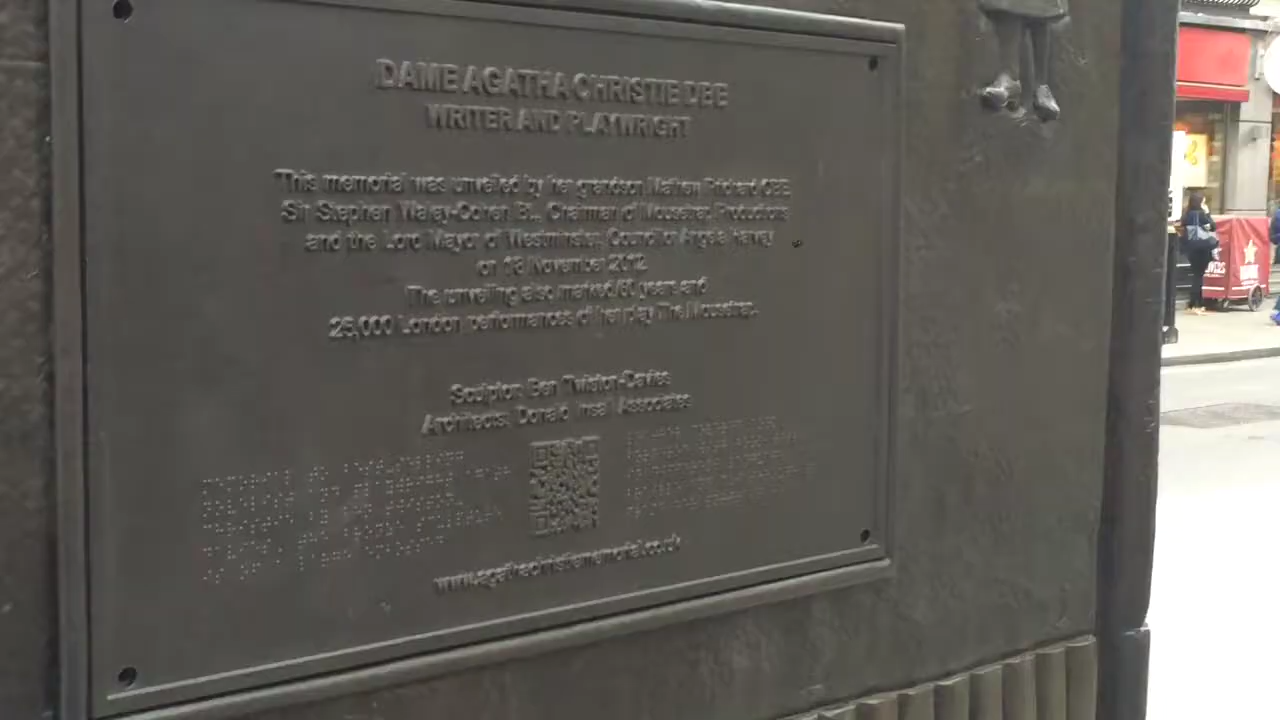 DAME AGATHA CHRISTIE DBE
WRITER AND PLAYWRIGHT
This memorial was unveiled by her grandson Mathew Prichard CBE
Sir Stephen Waley-Cohen Bt., Chairman of Mousetrap Productions
and the Lord Mayor of Westminster, Councillor Angela Harvey
on 18 November 2012.
The unveiling also marked 60 years and
25,000 London performances of her play The Mousetrap.
Sculptor: Ben Twiston-Davies
Architects: Donald Insall Associates
www.agathachristiememorial.co.uk